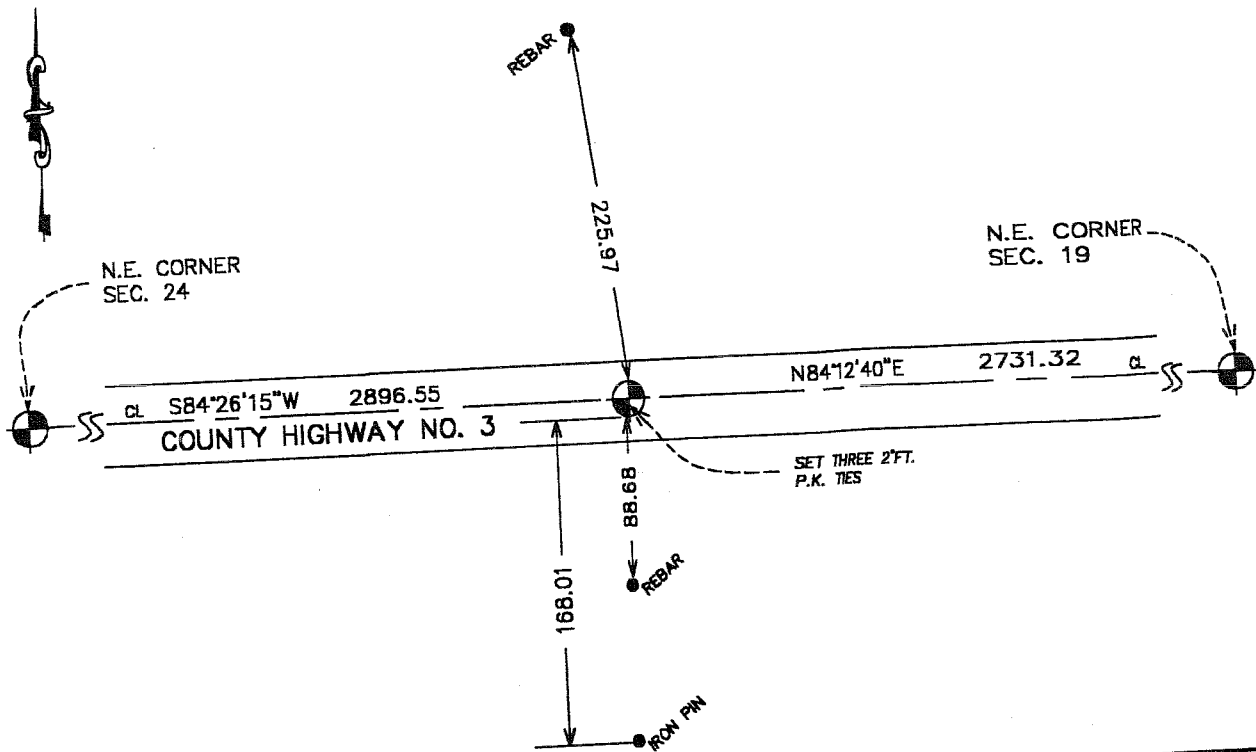 REBAR
225.97
N.E. CORNER
SEC. 19
N.E. CORNER
SEC. 24
N84°12'40"E 2731.32 CL
CL S84°26'15"W 2896.55
COUNTY HIGHWAY NO. 3
SET THREE 2"FT.
P.K. TIES
88.68
REBAR
168.01
IRON PIN